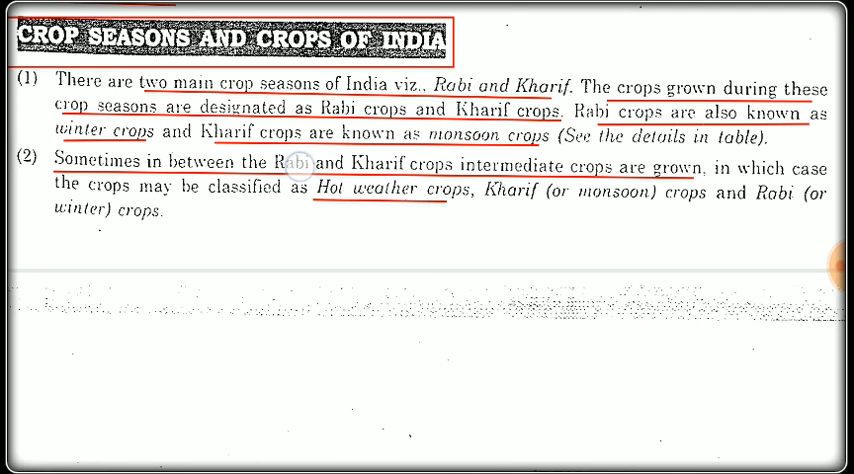 CROP SEASONS AND CROPS OF INDIA
(1) There are two main crop seasons of India viz., Rabi and Kharif. The crops grown during these
crop seasons are designated as Rabi crops and Kharif crops. Rabi crops are also known as
winter crops and Kharif crops are known as monsoon crops (See the details in table).
(2) Sometimes in between the Rabi and Kharif crops intermediate crops are grown, in which case
the crops may be classified as Hot weather crops, Kharif (or monsoon) crops and Rabi (or
winter) crops.